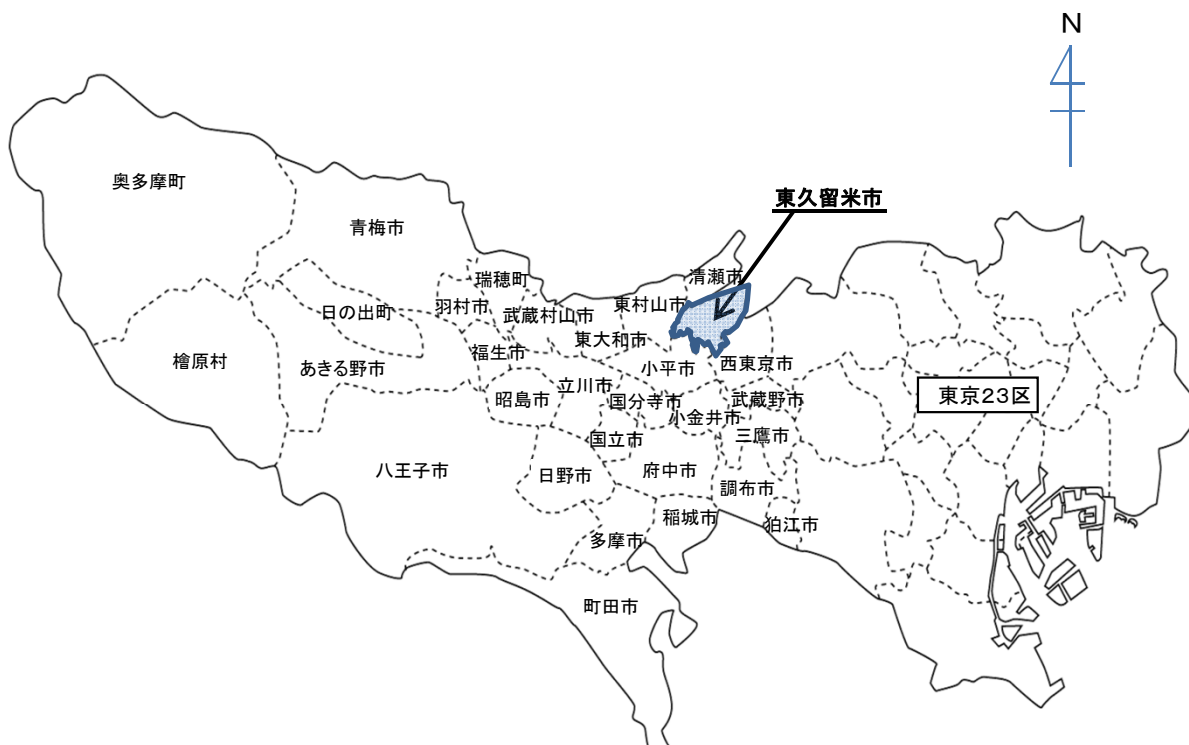 N
東久留米市
奥多摩町
青梅市
清瀬市
瑞穂町
羽村市
東村山市
日の出町
武蔵村山市
東大和市
福生市
檜原村
あきる野市
小平市
西東京市
立川市
昭島市
国分寺市
武蔵野市
東京23区
小金井市
三鷹市
国立市
八王子市
日野市
府中市
調布市
稲城市
狛江市
多摩市
町田市